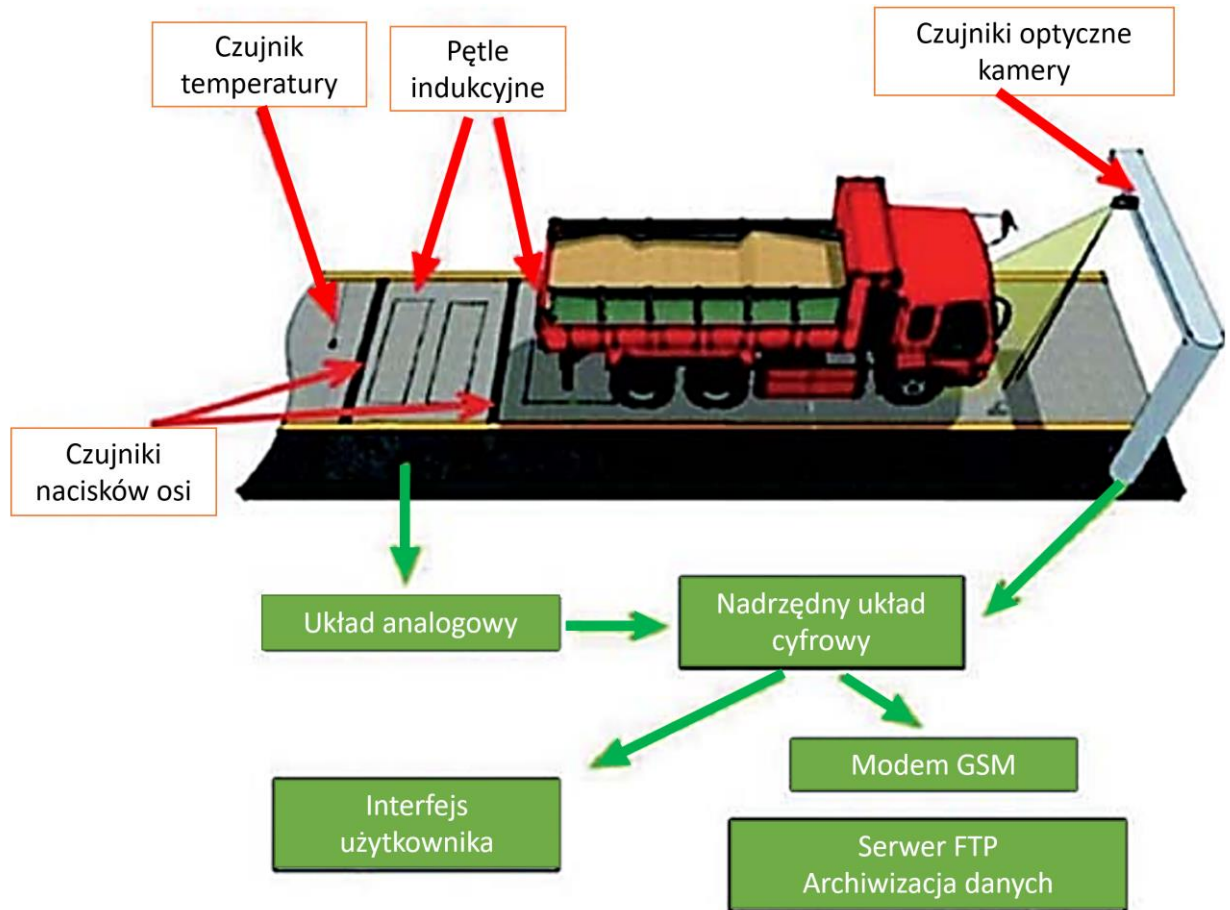 Czujnik
temperatury
Pętle
indukcyjne
Czujniki optyczne
kamery
Czujniki
nacisków osi
Układ analogowy
Nadrzędny układ
cyfrowy
Interfejs
użytkownika
Modem GSM
Serwer FTP
Archiwizacja danych